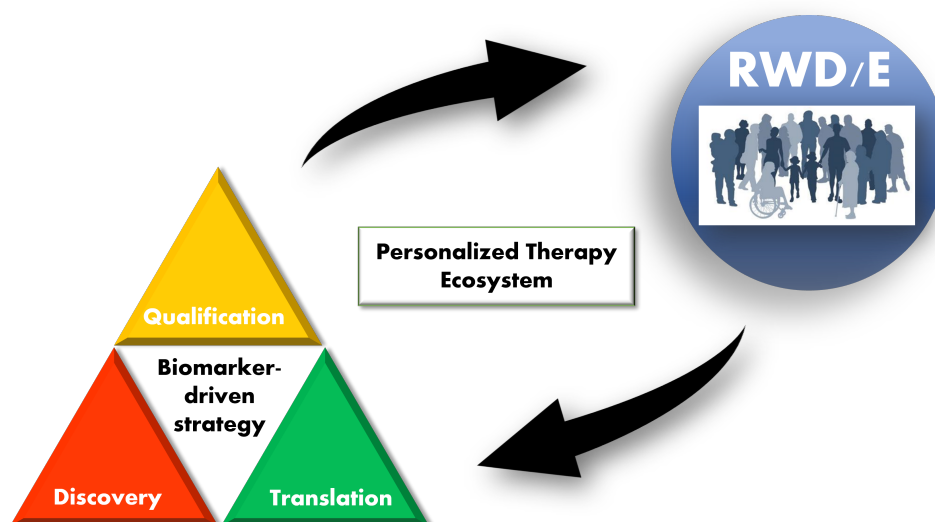 RWD/E
Personalized Therapy
Ecosystem
Qualification
Biomarker-
driven
strategy
Discovery
Translation